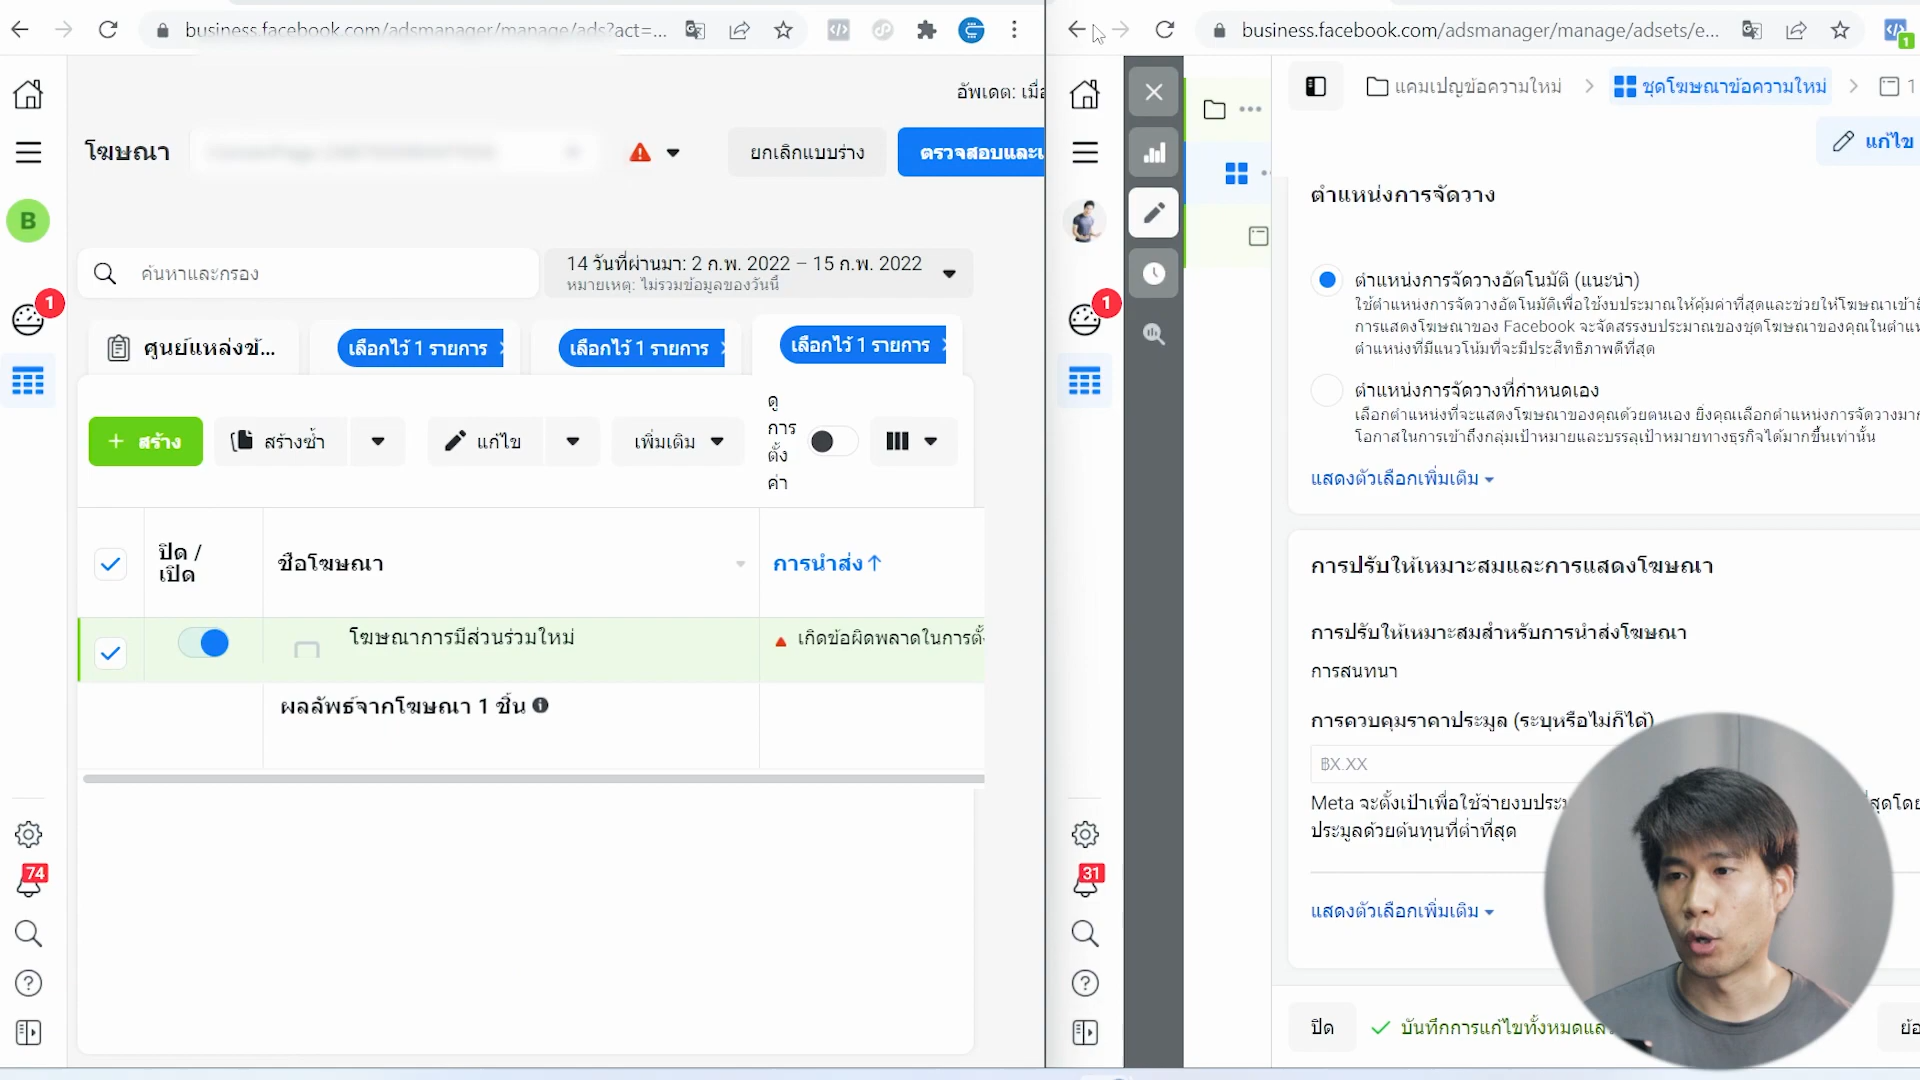 business.facebook.com/adsmanager/manage/ads?act=...
อัพเดต: เมื่อ
โฆษณา
ยกเลิกแบบร่าง
ตรวจสอบและเ
B
ค้นหาและกรอง
14 วันที่ผ่านมา: 2 ก.พ. 2022 – 15 ก.พ. 2022
หมายเหตุ: ไม่รวมข้อมูลของวันนี้
1
ศูนย์แหล่งข้...
เลือกไว้ 1 รายการ
เลือกไว้ 1 รายการ
เลือกไว้ 1 รายการ
+ สร้าง
สร้างซ้ำ
แก้ไข
เพิ่มเติม
ดู
การ
ตั้ง
ค่า
ปิด /
เปิด
ชื่อโฆษณา
การนำส่ง↑
โฆษณาการมีส่วนร่วมใหม่
เกิดข้อผิดพลาดในการตั้
ผลลัพธ์จากโฆษณา 1 ชิ้น
74
business.facebook.com/adsmanager/manage/adsets/e...
1
แคมเปญข้อความใหม่
ชุดโฆษณาข้อความใหม่
1
แก้ไข
1
31
ตำแหน่งการจัดวาง
ตำแหน่งการจัดวางอัตโนมัติ (แนะนำ)
ใช้ตำแหน่งการจัดวางอัตโนมัติเพื่อใช้งบประมาณให้คุ้มค่าที่สุดและช่วยให้โฆษณาเข้าถึ
การแสดงโฆษณาของ Facebook จะจัดสรรงบประมาณของชุดโฆษณาของคุณในตำแห
ตำแหน่งที่มีแนวโน้มที่จะมีประสิทธิภาพดีที่สุด
ตำแหน่งการจัดวางที่กำหนดเอง
เลือกตำแหน่งที่จะแสดงโฆษณาของคุณด้วยตนเอง ยิ่งคุณเลือกตำแหน่งการจัดวางมาก
โอกาสในการเข้าถึงกลุ่มเป้าหมายและบรรลุเป้าหมายทางธุรกิจได้มากขึ้นเท่านั้น
แสดงตัวเลือกเพิ่มเติม
การปรับให้เหมาะสมและการแสดงโฆษณา
การปรับให้เหมาะสมสำหรับการนำส่งโฆษณา
การสนทนา
การควบคุมราคาประมูล (ระบุหรือไม่ก็ได้)
฿X.XX
Meta จะตั้งเป้าเพื่อใช้จ่ายงบประม
สุดโดย
ประมูลด้วยต้นทุนที่ต่ำที่สุด
แสดงตัวเลือกเพิ่มเติม
ปิด
บันทึกการแก้ไขทั้งหมดแล้
ย้อ